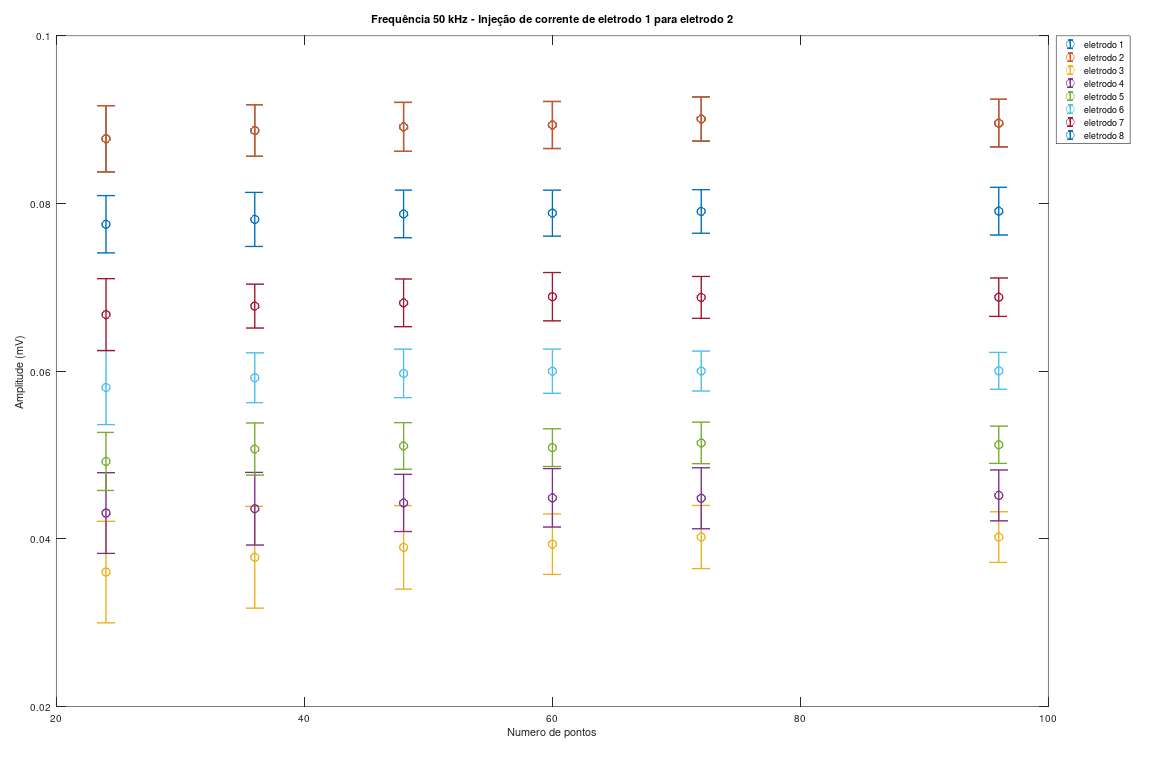 Frequência 50 kHz - Injeção de corrente de eletrodo 1 para eletrodo 2
0.1
0.08
0.06
0.04
0.02
Amplitude (mV)
20
40
60
80
100
Numero de pontos
eletrodo 1
eletrodo 2
eletrodo 3
eletrodo 4
eletrodo 5
eletrodo 6
eletrodo 7
eletrodo 8